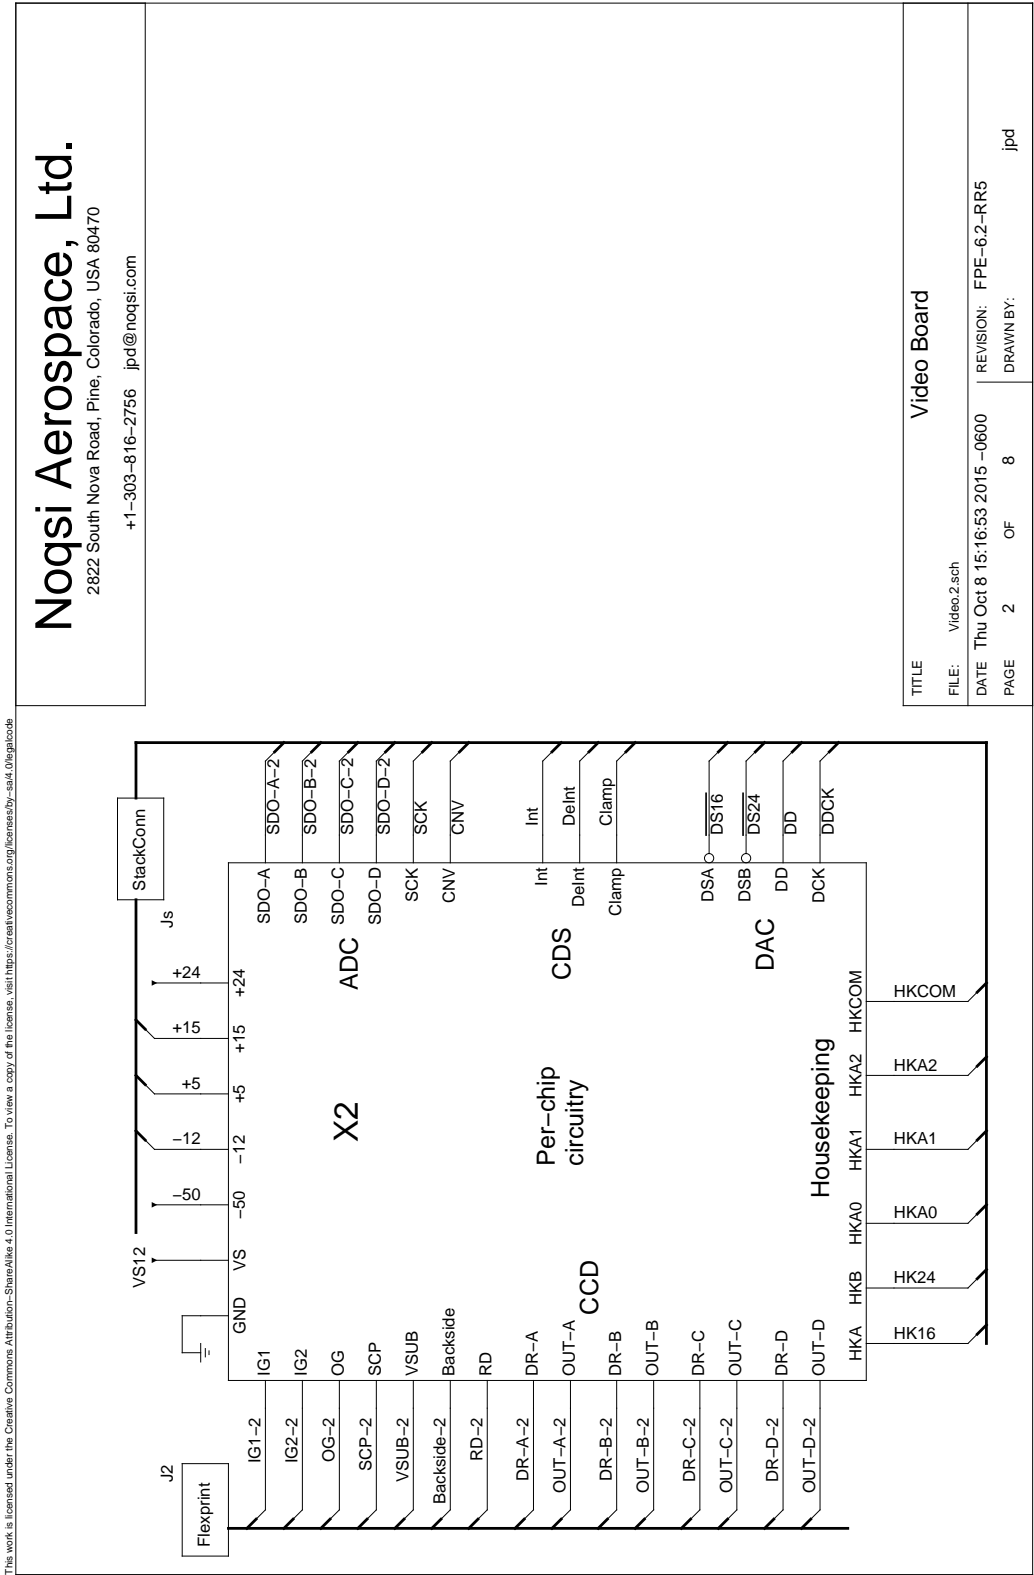 This work is licensed under the Creative Commons Attribution−ShareAlike 4.0 International License. To view a copy of the license, visit https://creativecommons.org/licenses/by−sa/4.0/legalcode
Noqsi Aerospace, Ltd.
2822 South Nova Road, Pine, Colorado, USA 80470
+1−303−816−2756 jpd@noqsi.com
J2
Flexprint
IG1−2
IG2−2
OG−2
SCP−2
VSUB−2
Backside−2
RD−2
DR−A−2
OUT−A−2
DR−B−2
OUT−B−2
DR−C−2
OUT−C−2
DR−D−2
OUT−D−2
IG1
IG2
OG
SCP
VSUB
Backside
RD
DR−A
OUT−A
DR−B
OUT−B
DR−C
OUT−C
DR−D
OUT−D
CCD
VS12
−50
−12
+5
+15
+24
GND
VS
−50
−12
+5
+15
+24
X2
Per−chip
circuitry
Js
StackConn
SDO−A
SDO−B
SDO−C
SDO−D
SCK
CNV
ADC
SDO−A−2
SDO−B−2
SDO−C−2
SDO−D−2
SCK
CNV
Int
DeInt
Clamp
CDS
Int
DeInt
Clamp
DSA
DSB
DD
DCK
DAC
DS16
DS24
DD
DDCK
Housekeeping
HKA
HKB
HKA0
HKA1
HKA2
HKCOM
HK16
HK24
HKA0
HKA1
HKA2
HKCOM
TITLE
Video Board
FILE: Video.2.sch
DATE Thu Oct 8 15:16:53 2015 −0600
REVISION: FPE−6.2−RR5
PAGE 2 OF 8
DRAWN BY: jpd